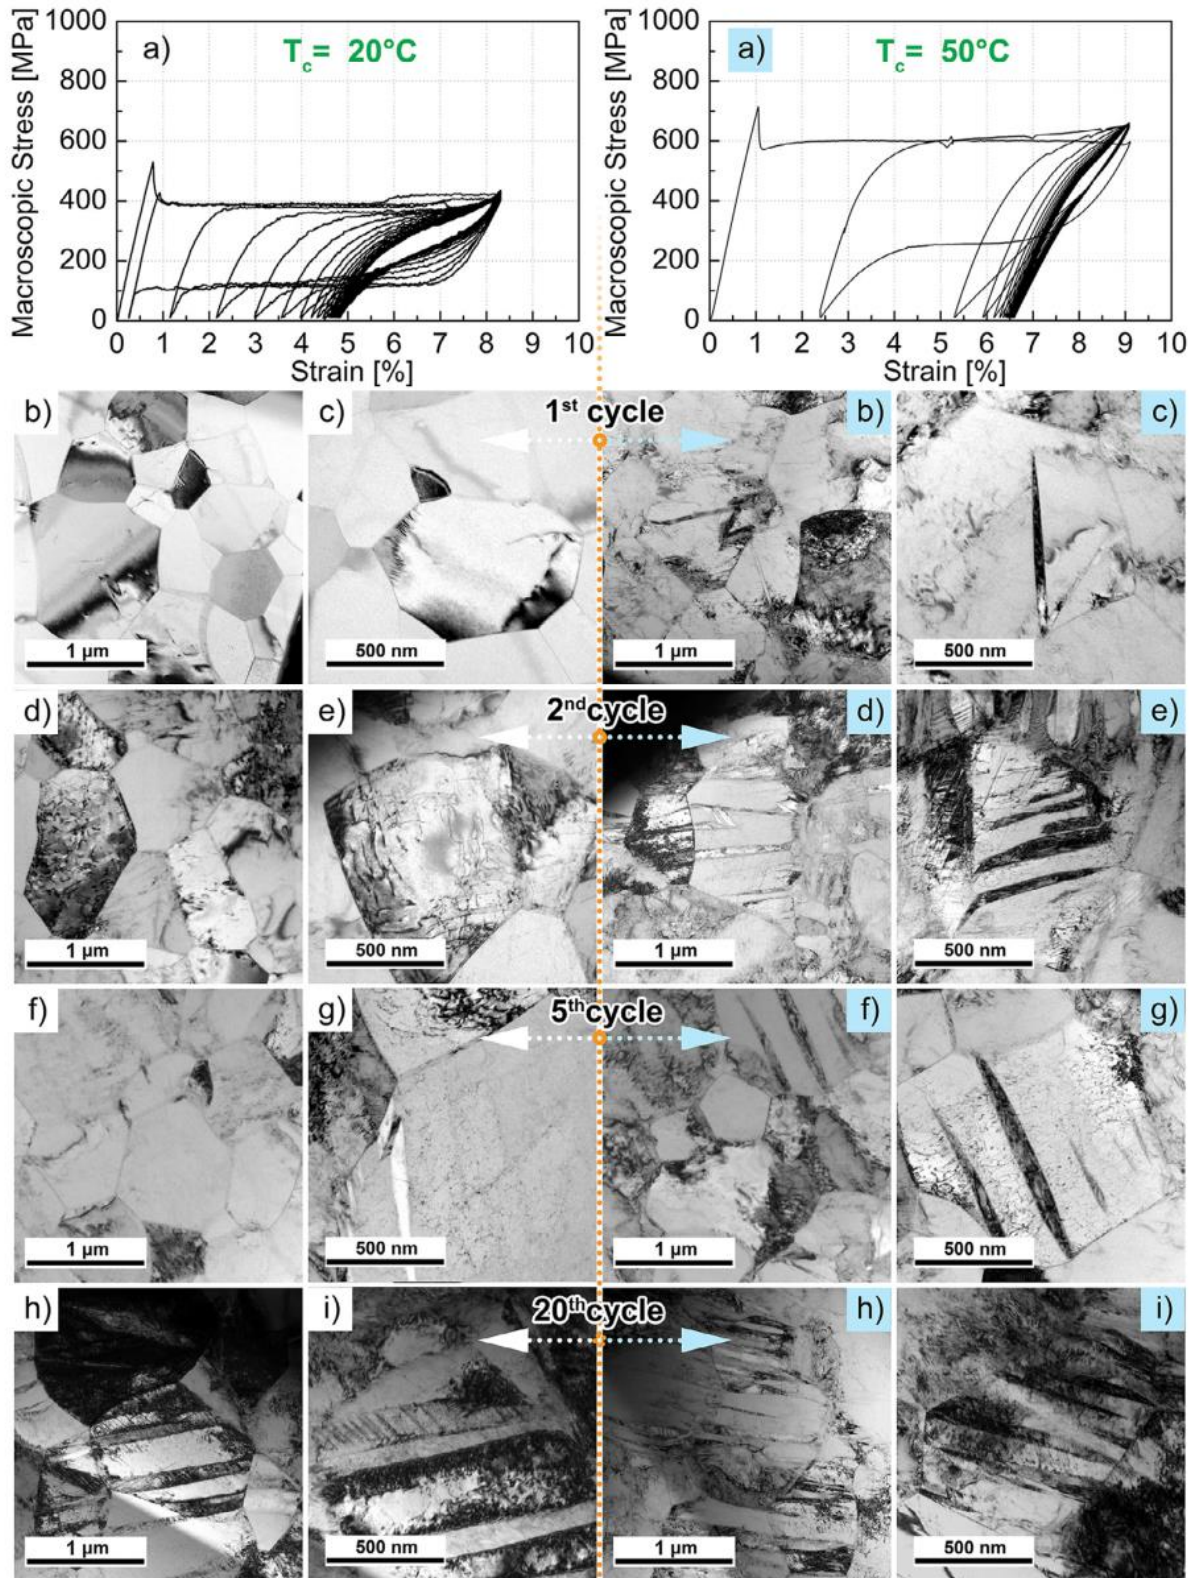 a)
T_c = 20°C
Macroscopic Stress [MPa]
1000
800
600
400
200
0
0 1 2 3 4 5 6 7 8 9 10
Strain [%]
a)
T_c = 50°C
Macroscopic Stress [MPa]
1000
800
600
400
200
0
0 1 2 3 4 5 6 7 8 9 10
Strain [%]
b) c) 1st cycle b) c)
1 µm 500 nm 1 µm 500 nm
d) e) 2nd cycle d) e)
1 µm 500 nm 1 µm 500 nm
f) g) 5th cycle f) g)
1 µm 500 nm 1 µm 500 nm
h) i) 20th cycle h) i)
1 µm 500 nm 1 µm 500 nm